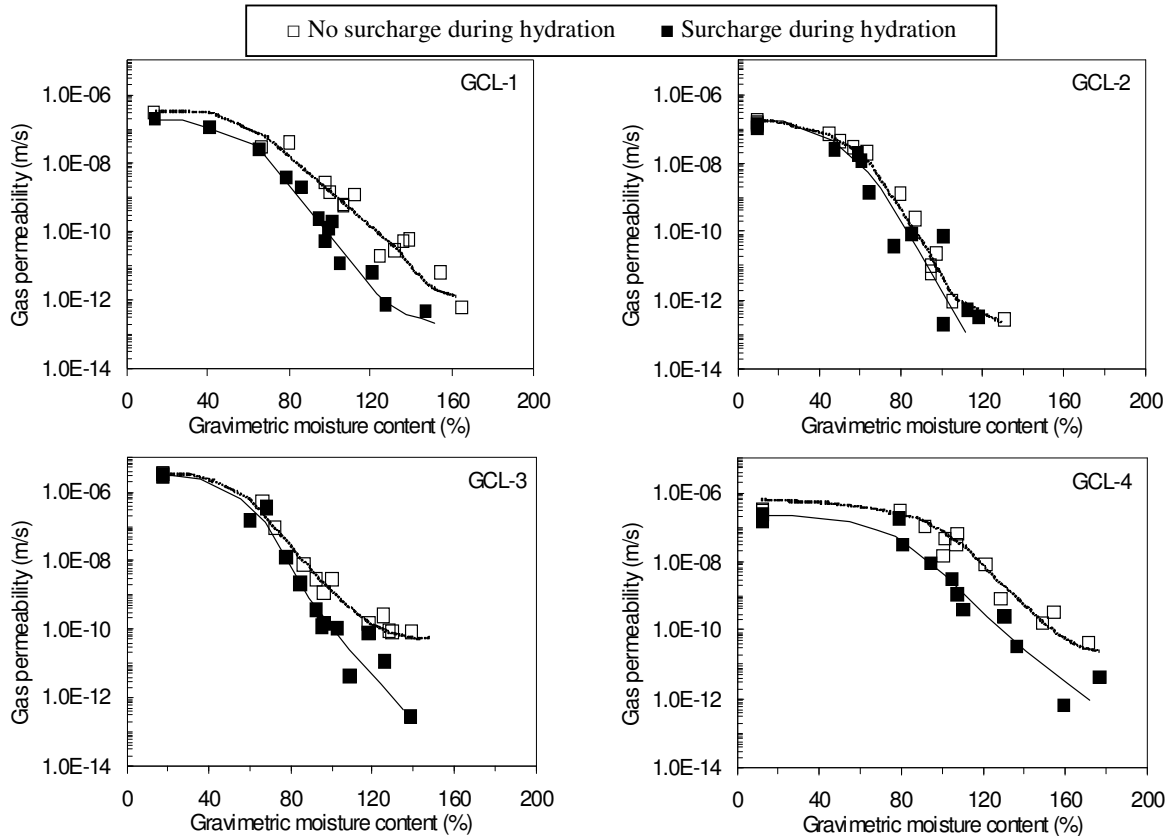 □ No surcharge during hydration ■ Surcharge during hydration
GCL-1
1.0E-06
1.0E-08
1.0E-10
1.0E-12
1.0E-14
Gas permeability (m/s)
0 40 80 120 160 200
Gravimetric moisture content (%)
GCL-2
1.0E-06
1.0E-08
1.0E-10
1.0E-12
1.0E-14
Gas permeability (m/s)
0 40 80 120 160 200
Gravimetric moisture content (%)
GCL-3
1.0E-06
1.0E-08
1.0E-10
1.0E-12
1.0E-14
Gas permeability (m/s)
0 40 80 120 160 200
Gravimetric moisture content (%)
GCL-4
1.0E-06
1.0E-08
1.0E-10
1.0E-12
1.0E-14
Gas permeability (m/s)
0 40 80 120 160 200
Gravimetric moisture content (%)